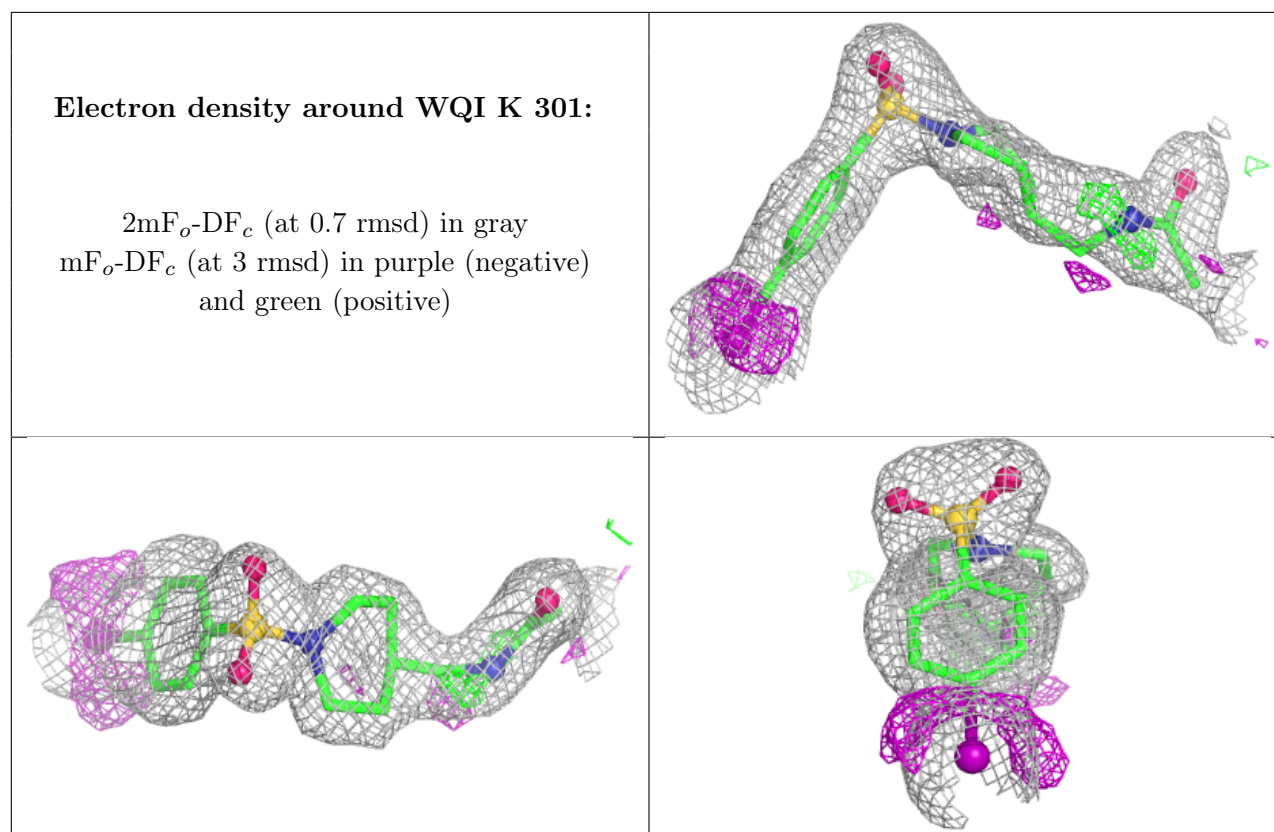 Electron density around WQI K 301:
2mFo-DFc (at 0.7 rmsd) in gray
mFo-DFc (at 3 rmsd) in purple (negative)
and green (positive)